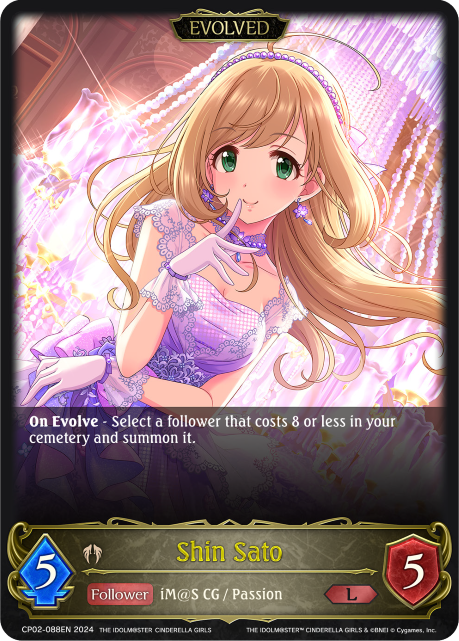 EVOLVED
On Evolve - Select a follower that costs 8 or less in your
cemetery and summon it.
5
Shin Sato
5
Follower iM@S CG / Passion
L
CP02-088EN 2024 THE IDOLM@STER CINDERELLA GIRLS THE IDOLM@STER™ CINDERELLA GIRLS & ©BNEI © Cygames, Inc.